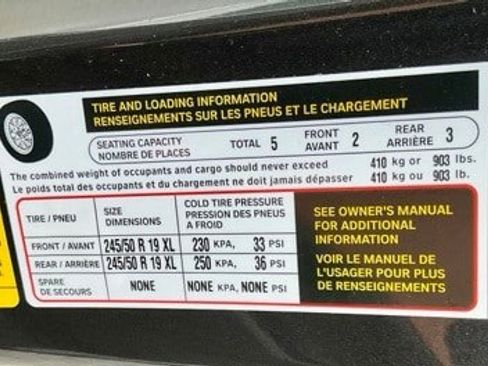 TIRE AND LOADING INFORMATION
RENSEIGNEMENTS SUR LES PNEUS ET LE CHARGEMENT
SEATING CAPACITY
NOMBRE DE PLACES
TOTAL 5
FRONT
AVANT 2
REAR
ARRIÈRE 3
The combined weight of occupants and cargo should never exceed 410 kg or 903 lbs.
Le poids total des occupants et du chargement ne doit jamais dépasser 410 kg ou 903 lb.
TIRE / PNEU
SIZE
DIMENSIONS
COLD TIRE PRESSURE
PRESSION DES PNEUS
A FROID
FRONT / AVANT 245/50 R 19 XL 230 KPA, 33 PSI
REAR / ARRIÈRE 245/50 R 19 XL 250 KPA, 36 PSI
SPARE
DE SECOURS
NONE NONE KPA, NONE PSI
SEE OWNER'S MANUAL
FOR ADDITIONAL
INFORMATION
VOIR LE MANUEL DE
L'USAGER POUR PLUS
DE RENSEIGNEMENTS